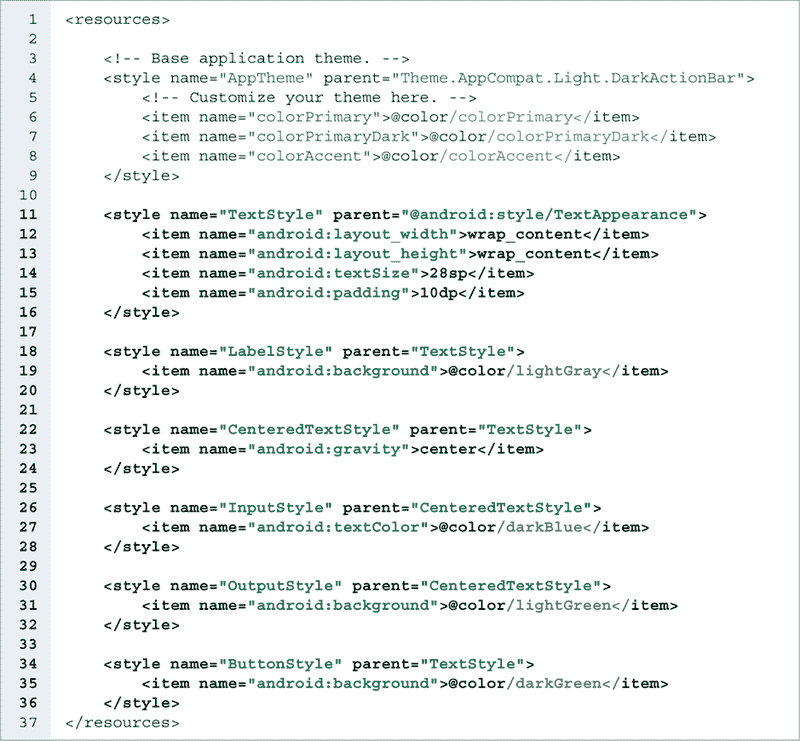 1 <resources>
2
3     <!-- Base application theme. -->
4     <style name="AppTheme" parent="Theme.AppCompat.Light.DarkActionBar">
5         <!-- Customize your theme here. -->
6         <item name="colorPrimary">@color/colorPrimary</item>
7         <item name="colorPrimaryDark">@color/colorPrimaryDark</item>
8         <item name="colorAccent">@color/colorAccent</item>
9     </style>
10
11     <style name="TextStyle" parent="@android:style/TextAppearance">
12         <item name="android:layout_width">wrap_content</item>
13         <item name="android:layout_height">wrap_content</item>
14         <item name="android:textSize">28sp</item>
15         <item name="android:padding">10dp</item>
16     </style>
17
18     <style name="LabelStyle" parent="TextStyle">
19         <item name="android:background">@color/lightGray</item>
20     </style>
21
22     <style name="CenteredTextStyle" parent="TextStyle">
23         <item name="android:gravity">center</item>
24     </style>
25
26     <style name="InputStyle" parent="CenteredTextStyle">
27         <item name="android:textColor">@color/darkBlue</item>
28     </style>
29
30     <style name="OutputStyle" parent="CenteredTextStyle">
31         <item name="android:background">@color/lightGreen</item>
32     </style>
33
34     <style name="ButtonStyle" parent="TextStyle">
35         <item name="android:background">@color/darkGreen</item>
36     </style>
37 </resources>